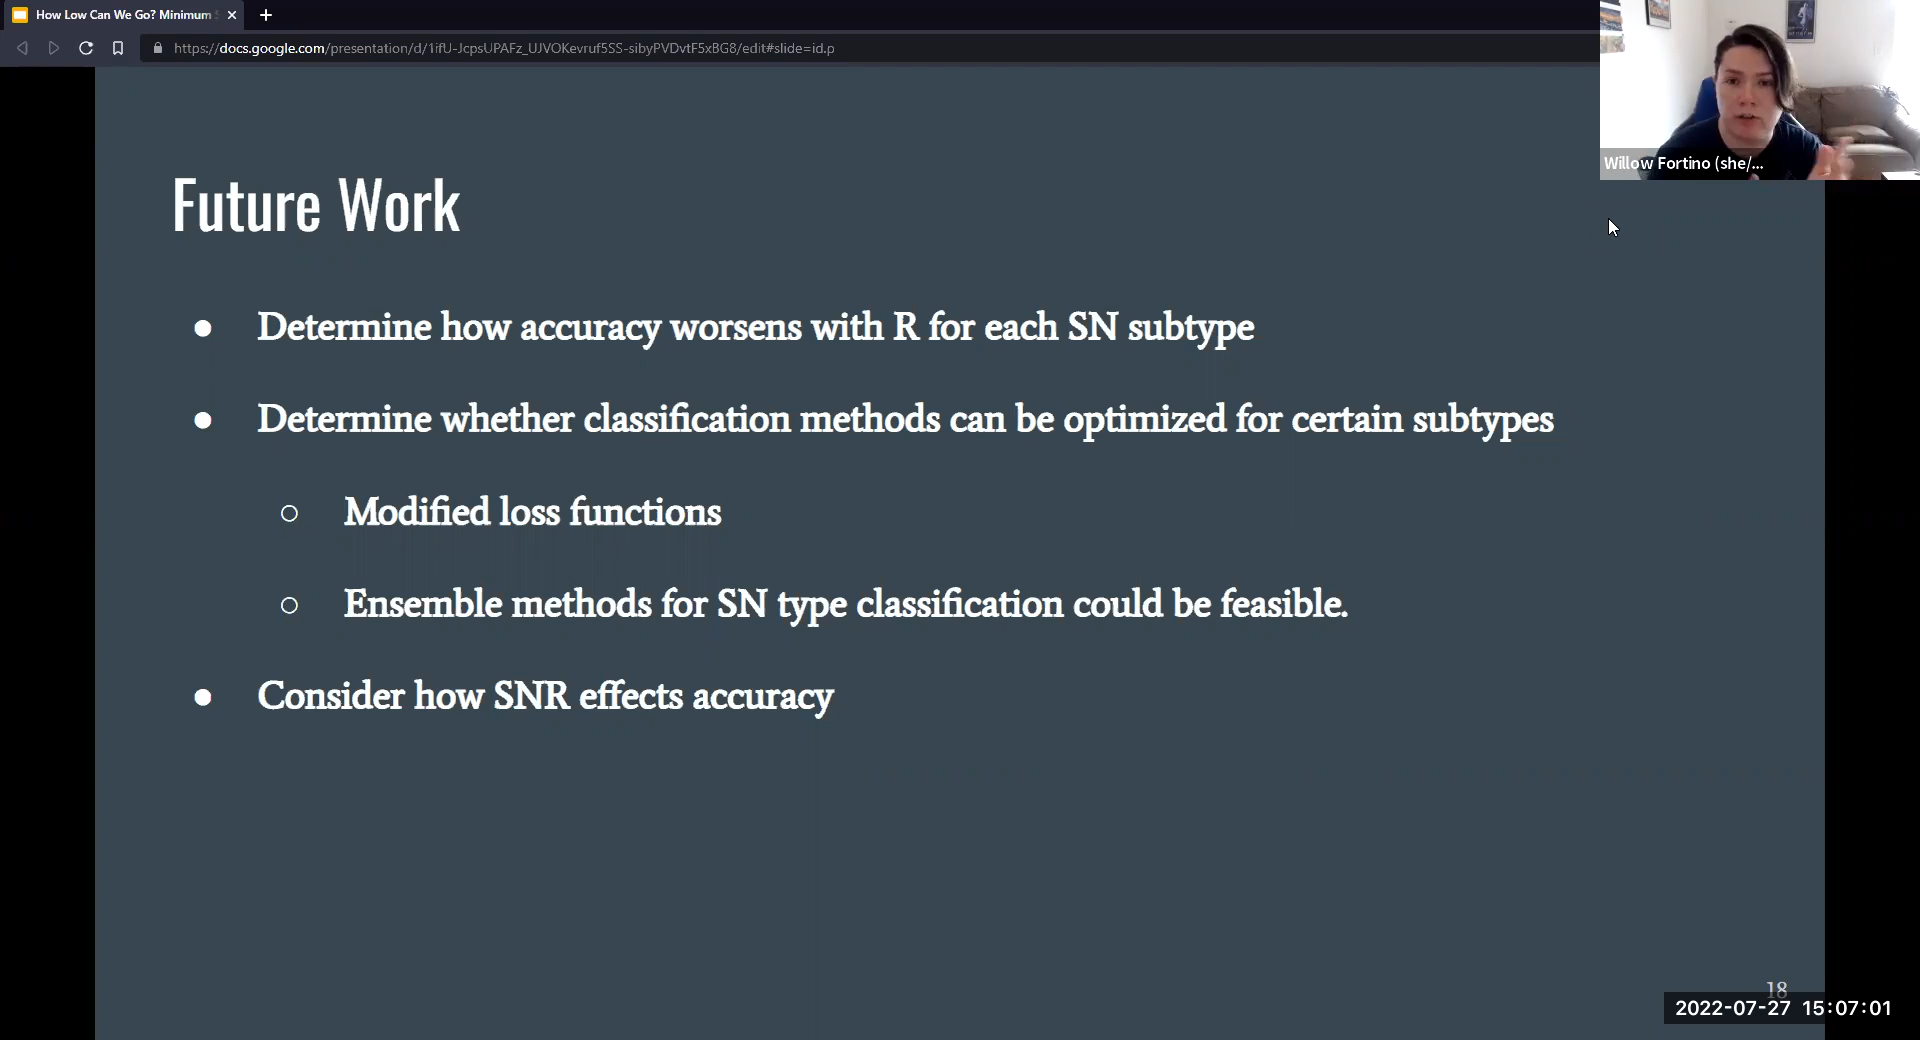 How Low Can We Go? Minimum
https://docs.google.com/presentation/d/1ifU-JcpsUPAFz_UJVOKevruf5SS-sibyPVDvtF5xBG8/edit#slide=id.p
Willow Fortino (she/...
Future Work
● Determine how accuracy worsens with R for each SN subtype
● Determine whether classification methods can be optimized for certain subtypes
○ Modified loss functions
○ Ensemble methods for SN type classification could be feasible.
● Consider how SNR effects accuracy
18
2022-07-27 15:07:01